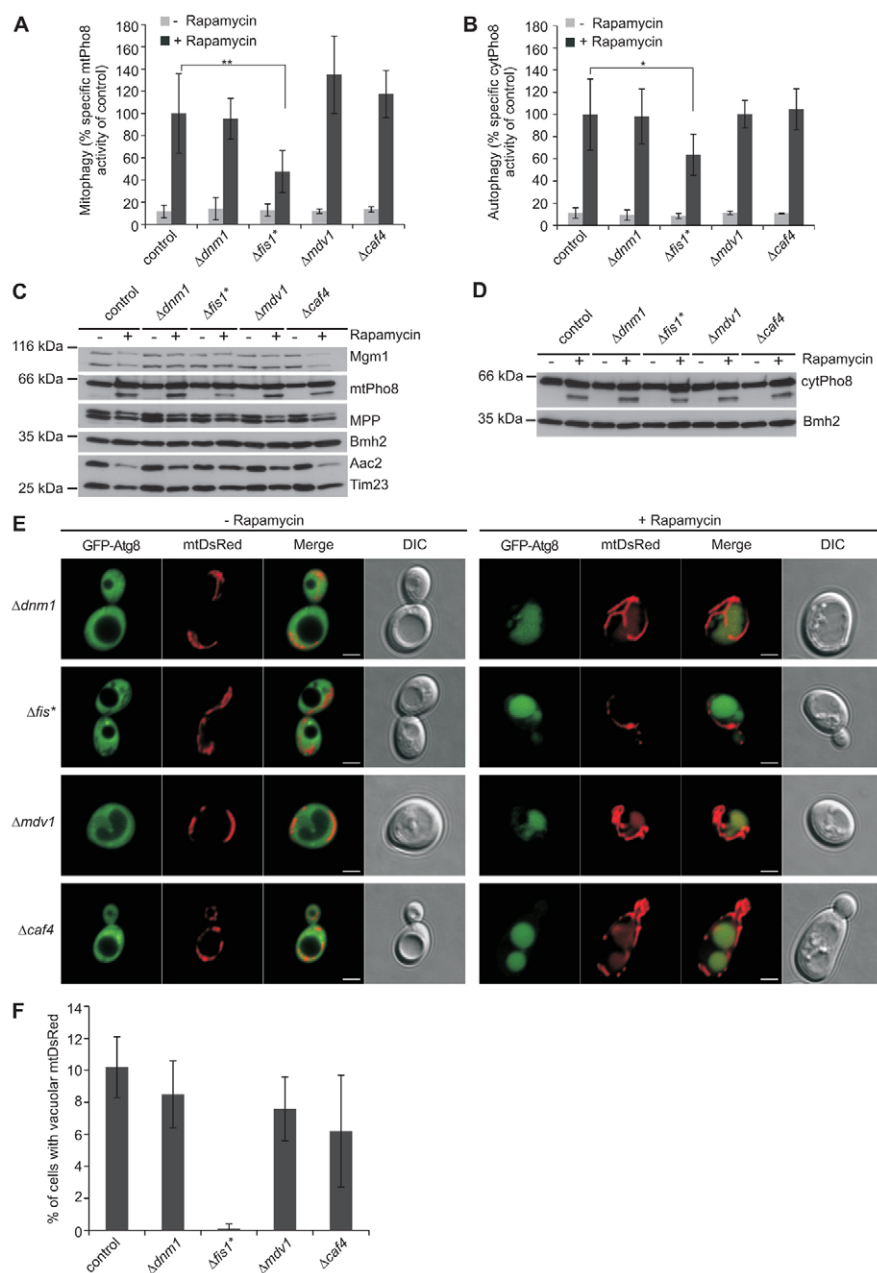 A
- Rapamycin
+ Rapamycin
Mitophagy (% specific mtPho8
activity of control)
160
140
120
100
80
60
40
20
0
**
control
Δdnm1
Δfis1*
Δmdv1
Δcaf4
B
- Rapamycin
+ Rapamycin
Autophagy (% specific cytPho8
activity of control)
180
160
140
120
100
80
60
40
20
0
*
control
Δdnm1
Δfis1*
Δmdv1
Δcaf4
C
control
Δdnm1
Δfis1*
Δmdv1
Δcaf4
- + - + - + - + - + Rapamycin
116 kDa
Mgm1
66 kDa
mtPho8
MPP
35 kDa
Bmh2
Aac2
25 kDa
Tim23
D
control
Δdnm1
Δfis1*
Δmdv1
Δcaf4
- + - + - + - + - + Rapamycin
66 kDa
cytPho8
35 kDa
Bmh2
E
- Rapamycin
+ Rapamycin
GFP-Atg8 mtDsRed Merge DIC
GFP-Atg8 mtDsRed Merge DIC
Δdnm1
Δfis*
Δmdv1
Δcaf4
F
% of cells with vacuolar mtDsRed
14
12
10
8
6
4
2
0
control
Δdnm1
Δfis1*
Δmdv1
Δcaf4